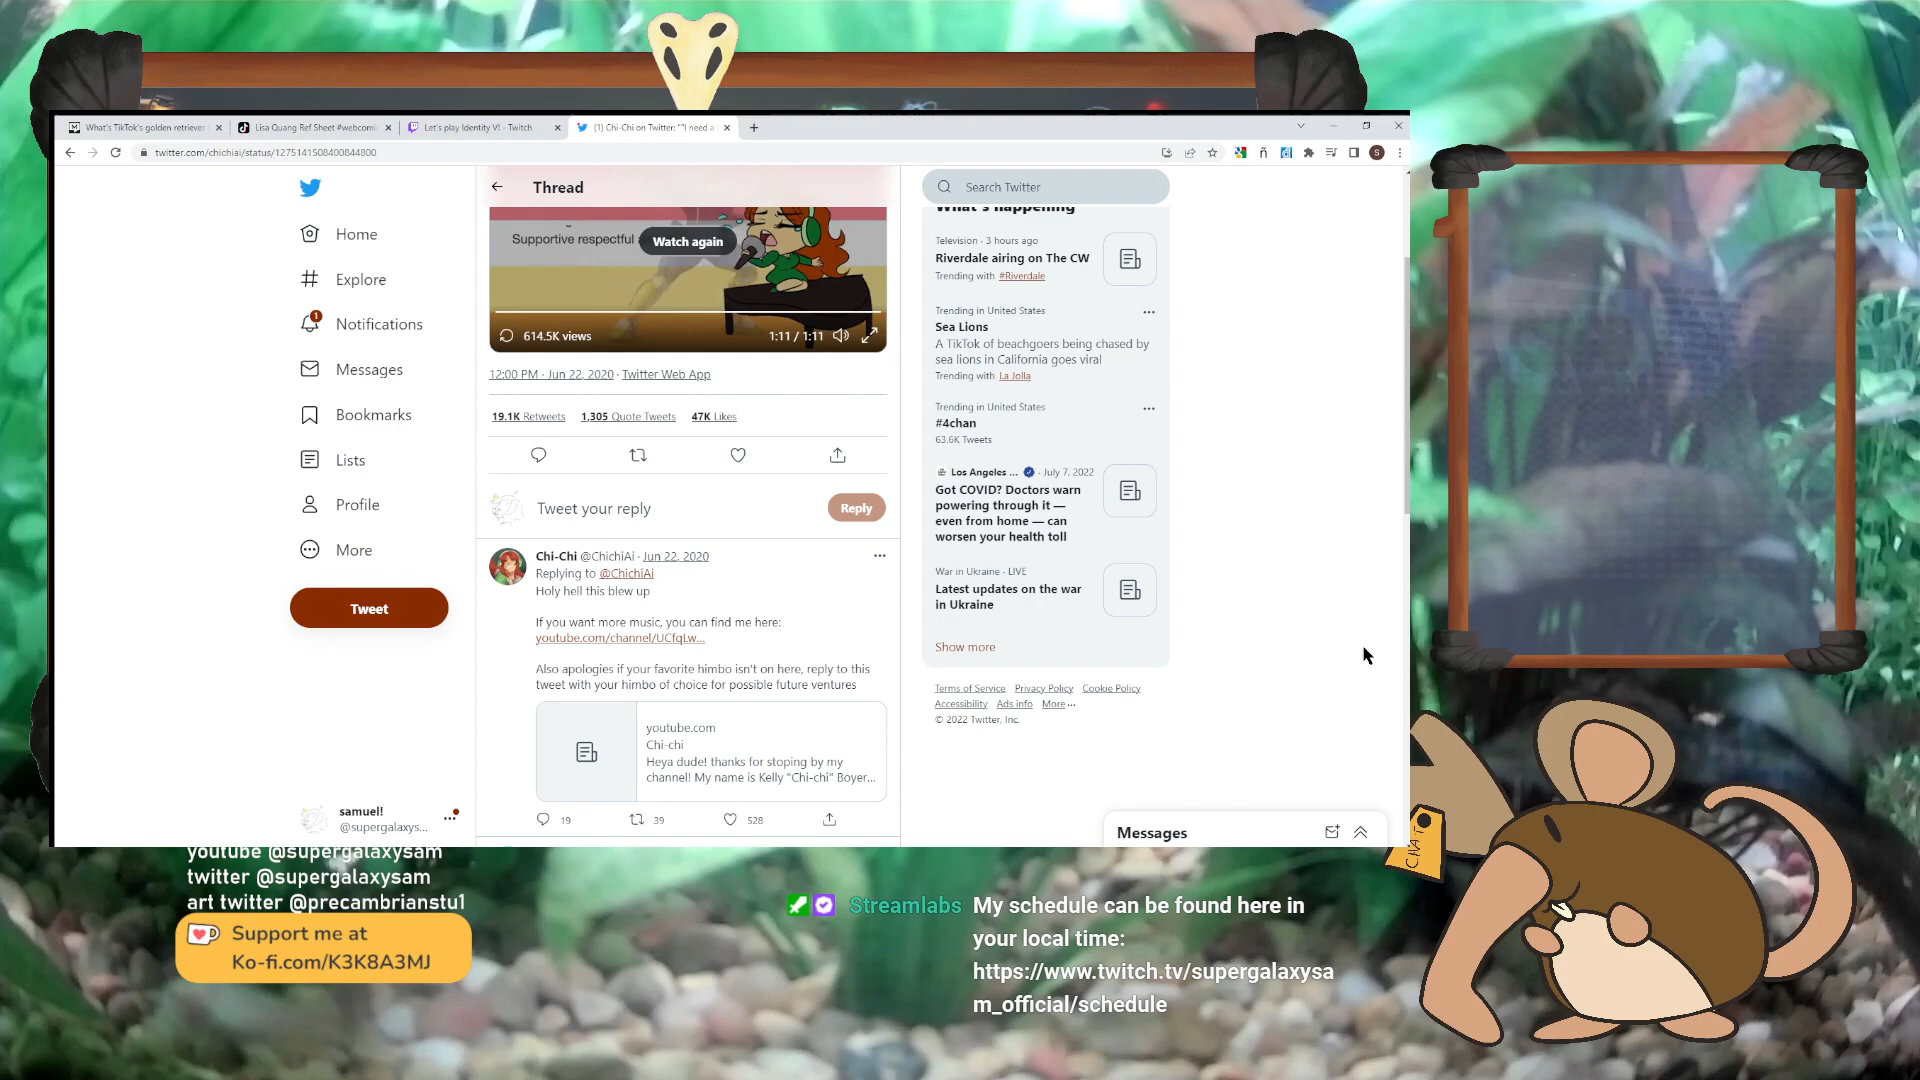 What's TikTok's golden retriever
Lisa Quang Ref Sheet #webcomi
Let's play Identity V! - Twitch
(1) Chi-Chi on Twitter: ""I need a
twitter.com/chichiai/status/1275141508400844800
Home
Explore
1
Notifications
Messages
Bookmarks
Lists
Profile
More
Tweet
samuel!
@supergalaxys...
Thread
Supportive respectful
Watch again
614.5K views
1:11 / 1:11
12:00 PM · Jun 22, 2020 · Twitter Web App
19.1K Retweets 1,305 Quote Tweets 47K Likes
Tweet your reply
Reply
Chi-Chi @ChichiAi · Jun 22, 2020
Replying to @ChichiAi
Holy hell this blew up
If you want more music, you can find me here:
youtube.com/channel/UCfqLw...
Also apologies if your favorite himbo isn't on here, reply to this
tweet with your himbo of choice for possible future ventures
youtube.com
Chi-chi
Heya dude! thanks for stoping by my
channel! My name is Kelly "Chi-chi" Boyer...
19 39 528
Search Twitter
What's happening
Television · 3 hours ago
Riverdale airing on The CW
Trending with #Riverdale
Trending in United States
Sea Lions
A TikTok of beachgoers being chased by
sea lions in California goes viral
Trending with La Jolla
Trending in United States
#4chan
63.6K Tweets
Los Angeles ... · July 7, 2022
Got COVID? Doctors warn
powering through it —
even from home — can
worsen your health toll
War in Ukraine · LIVE
Latest updates on the war
in Ukraine
Show more
Terms of Service Privacy Policy Cookie Policy
Accessibility Ads info More ···
© 2022 Twitter, Inc.
Messages
youtube @supergalaxysam
twitter @supergalaxysam
art twitter @precambrianstu1
Support me at
Ko-fi.com/K3K8A3MJ
Streamlabs My schedule can be found here in
your local time:
https://www.twitch.tv/supergalaxysa
m_official/schedule
CHAT